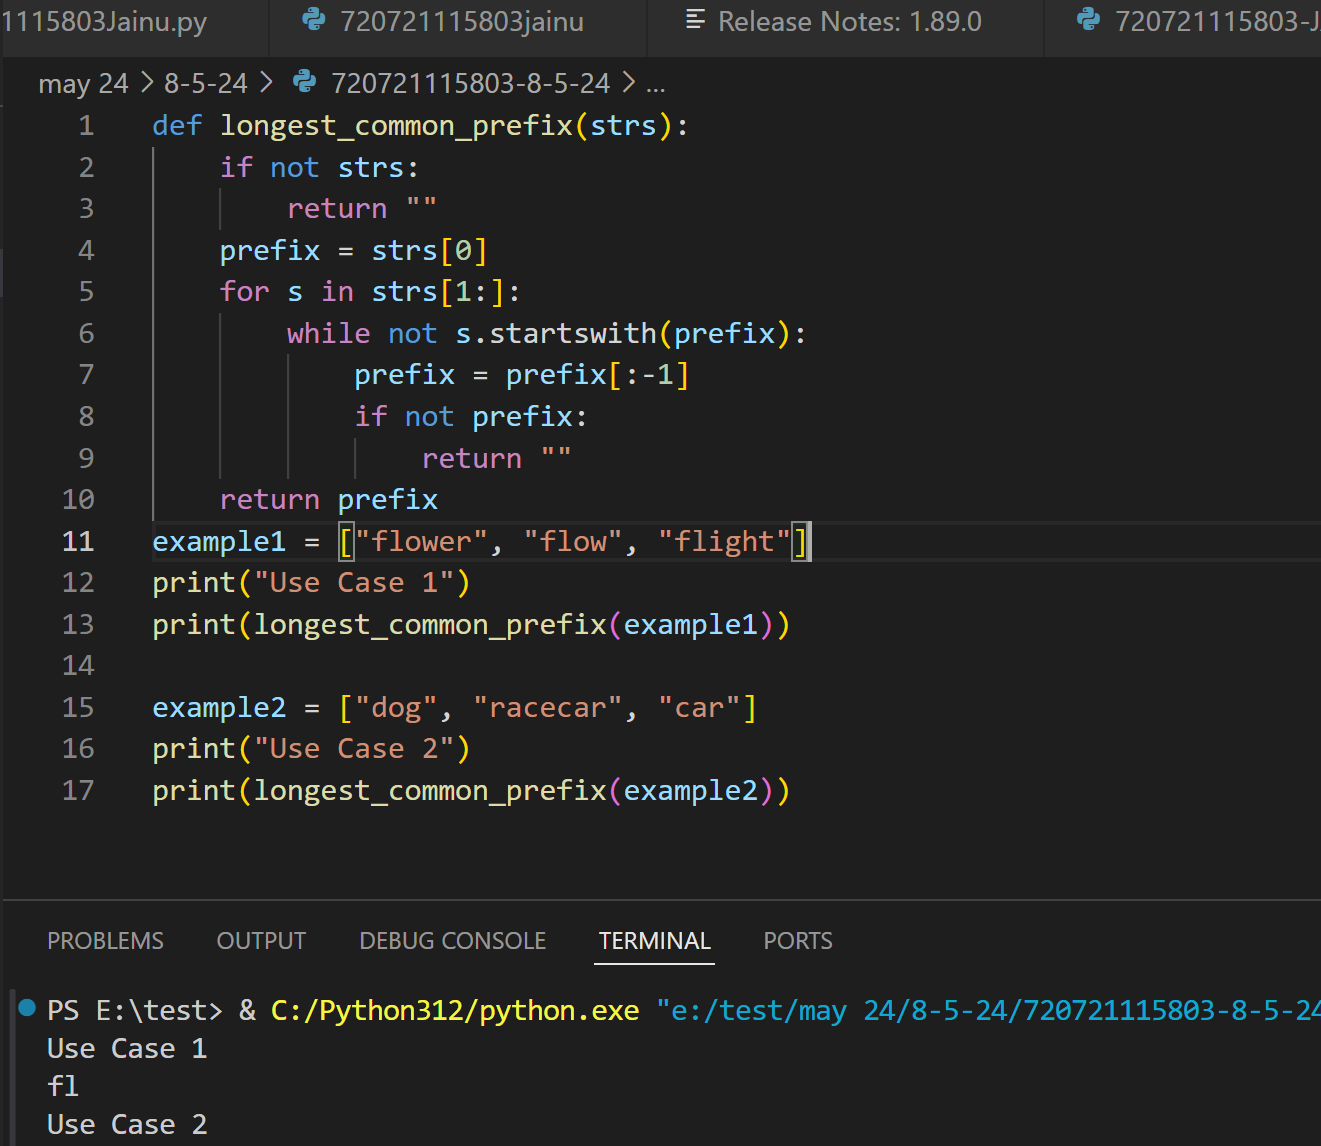 1115803Jainu.py 720721115803jainu Release Notes: 1.89.0 720721115803-J
may 24 > 8-5-24 > 720721115803-8-5-24 > ...
1 def longest_common_prefix(strs):
2     if not strs:
3         return ""
4     prefix = strs[0]
5     for s in strs[1:]:
6         while not s.startswith(prefix):
7             prefix = prefix[:-1]
8             if not prefix:
9                 return ""
10     return prefix
11 example1 = ["flower", "flow", "flight"]
12 print("Use Case 1")
13 print(longest_common_prefix(example1))
14
15 example2 = ["dog", "racecar", "car"]
16 print("Use Case 2")
17 print(longest_common_prefix(example2))
PROBLEMS OUTPUT DEBUG CONSOLE TERMINAL PORTS
PS E:\test> & C:/Python312/python.exe "e:/test/may 24/8-5-24/720721115803-8-5-24
Use Case 1
fl
Use Case 2